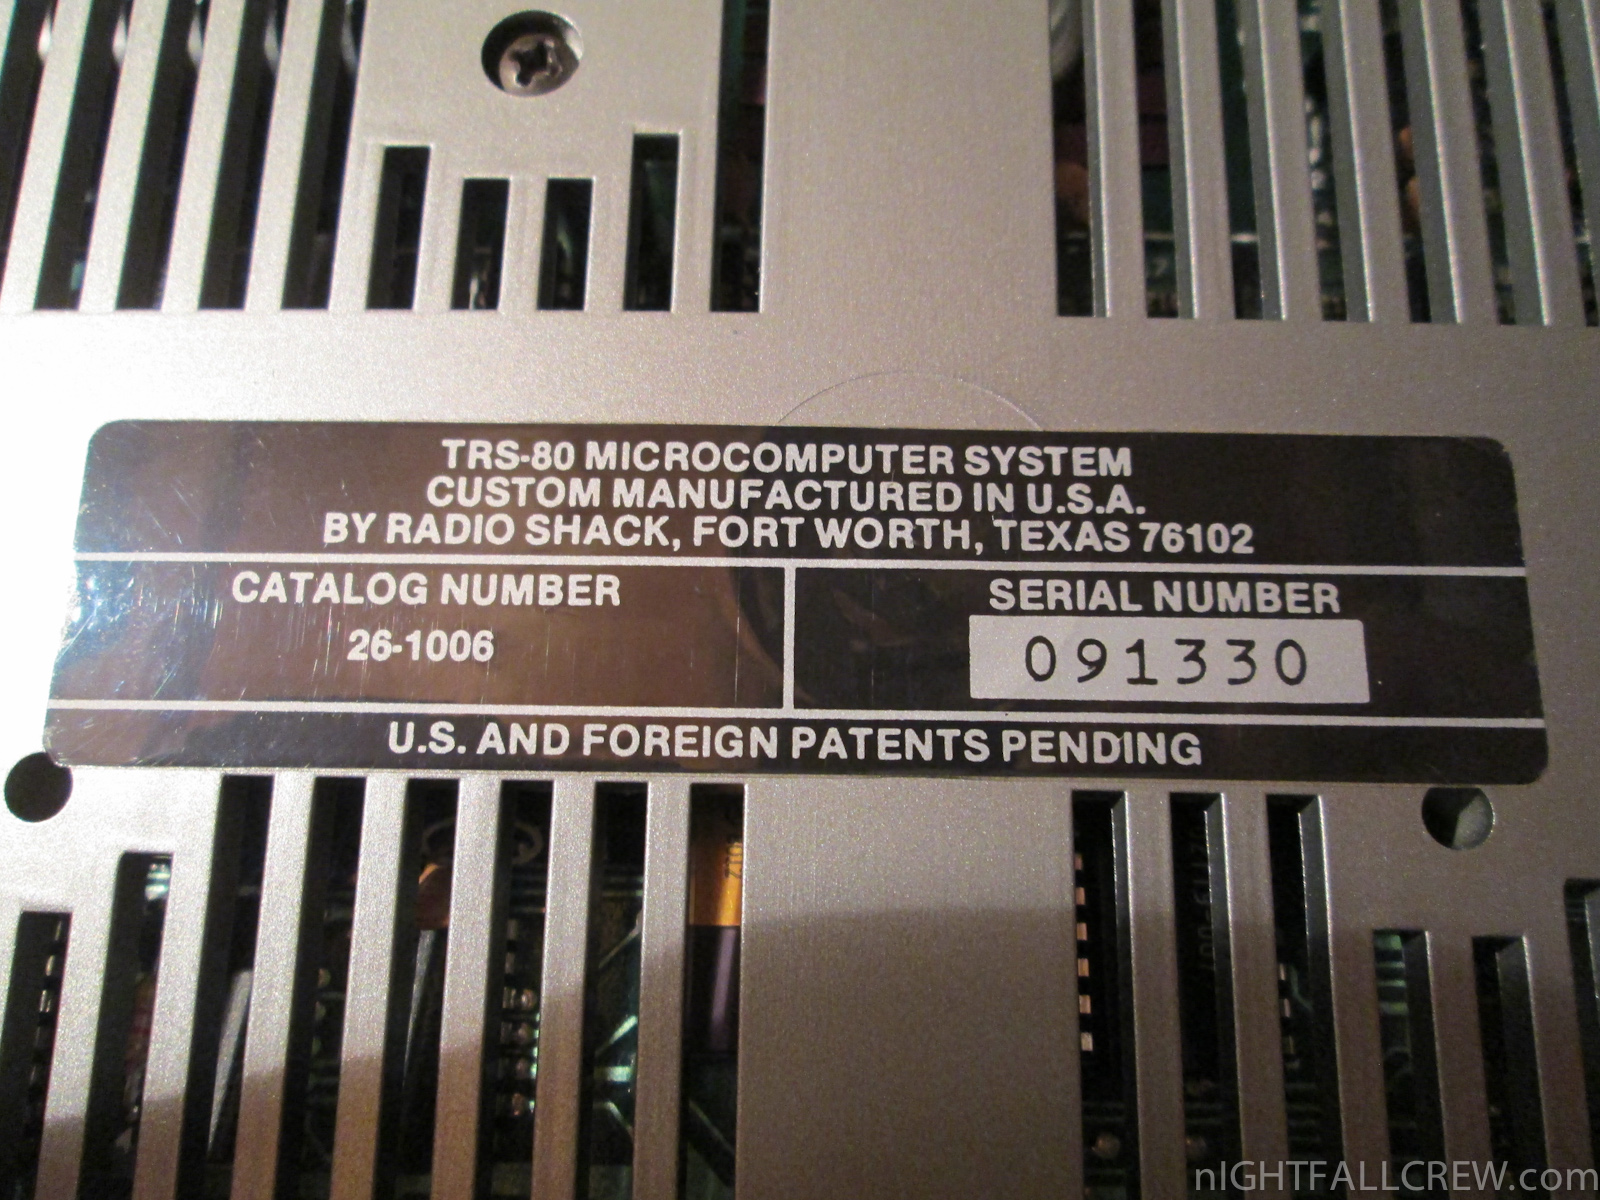 TRS-80 MICROCOMPUTER SYSTEM
CUSTOM MANUFACTURED IN U.S.A.
BY RADIO SHACK, FORT WORTH, TEXAS 76102
CATALOG NUMBER
26-1006
SERIAL NUMBER
091330
U.S. AND FOREIGN PATENTS PENDING
nIGHTFALLCREW.com